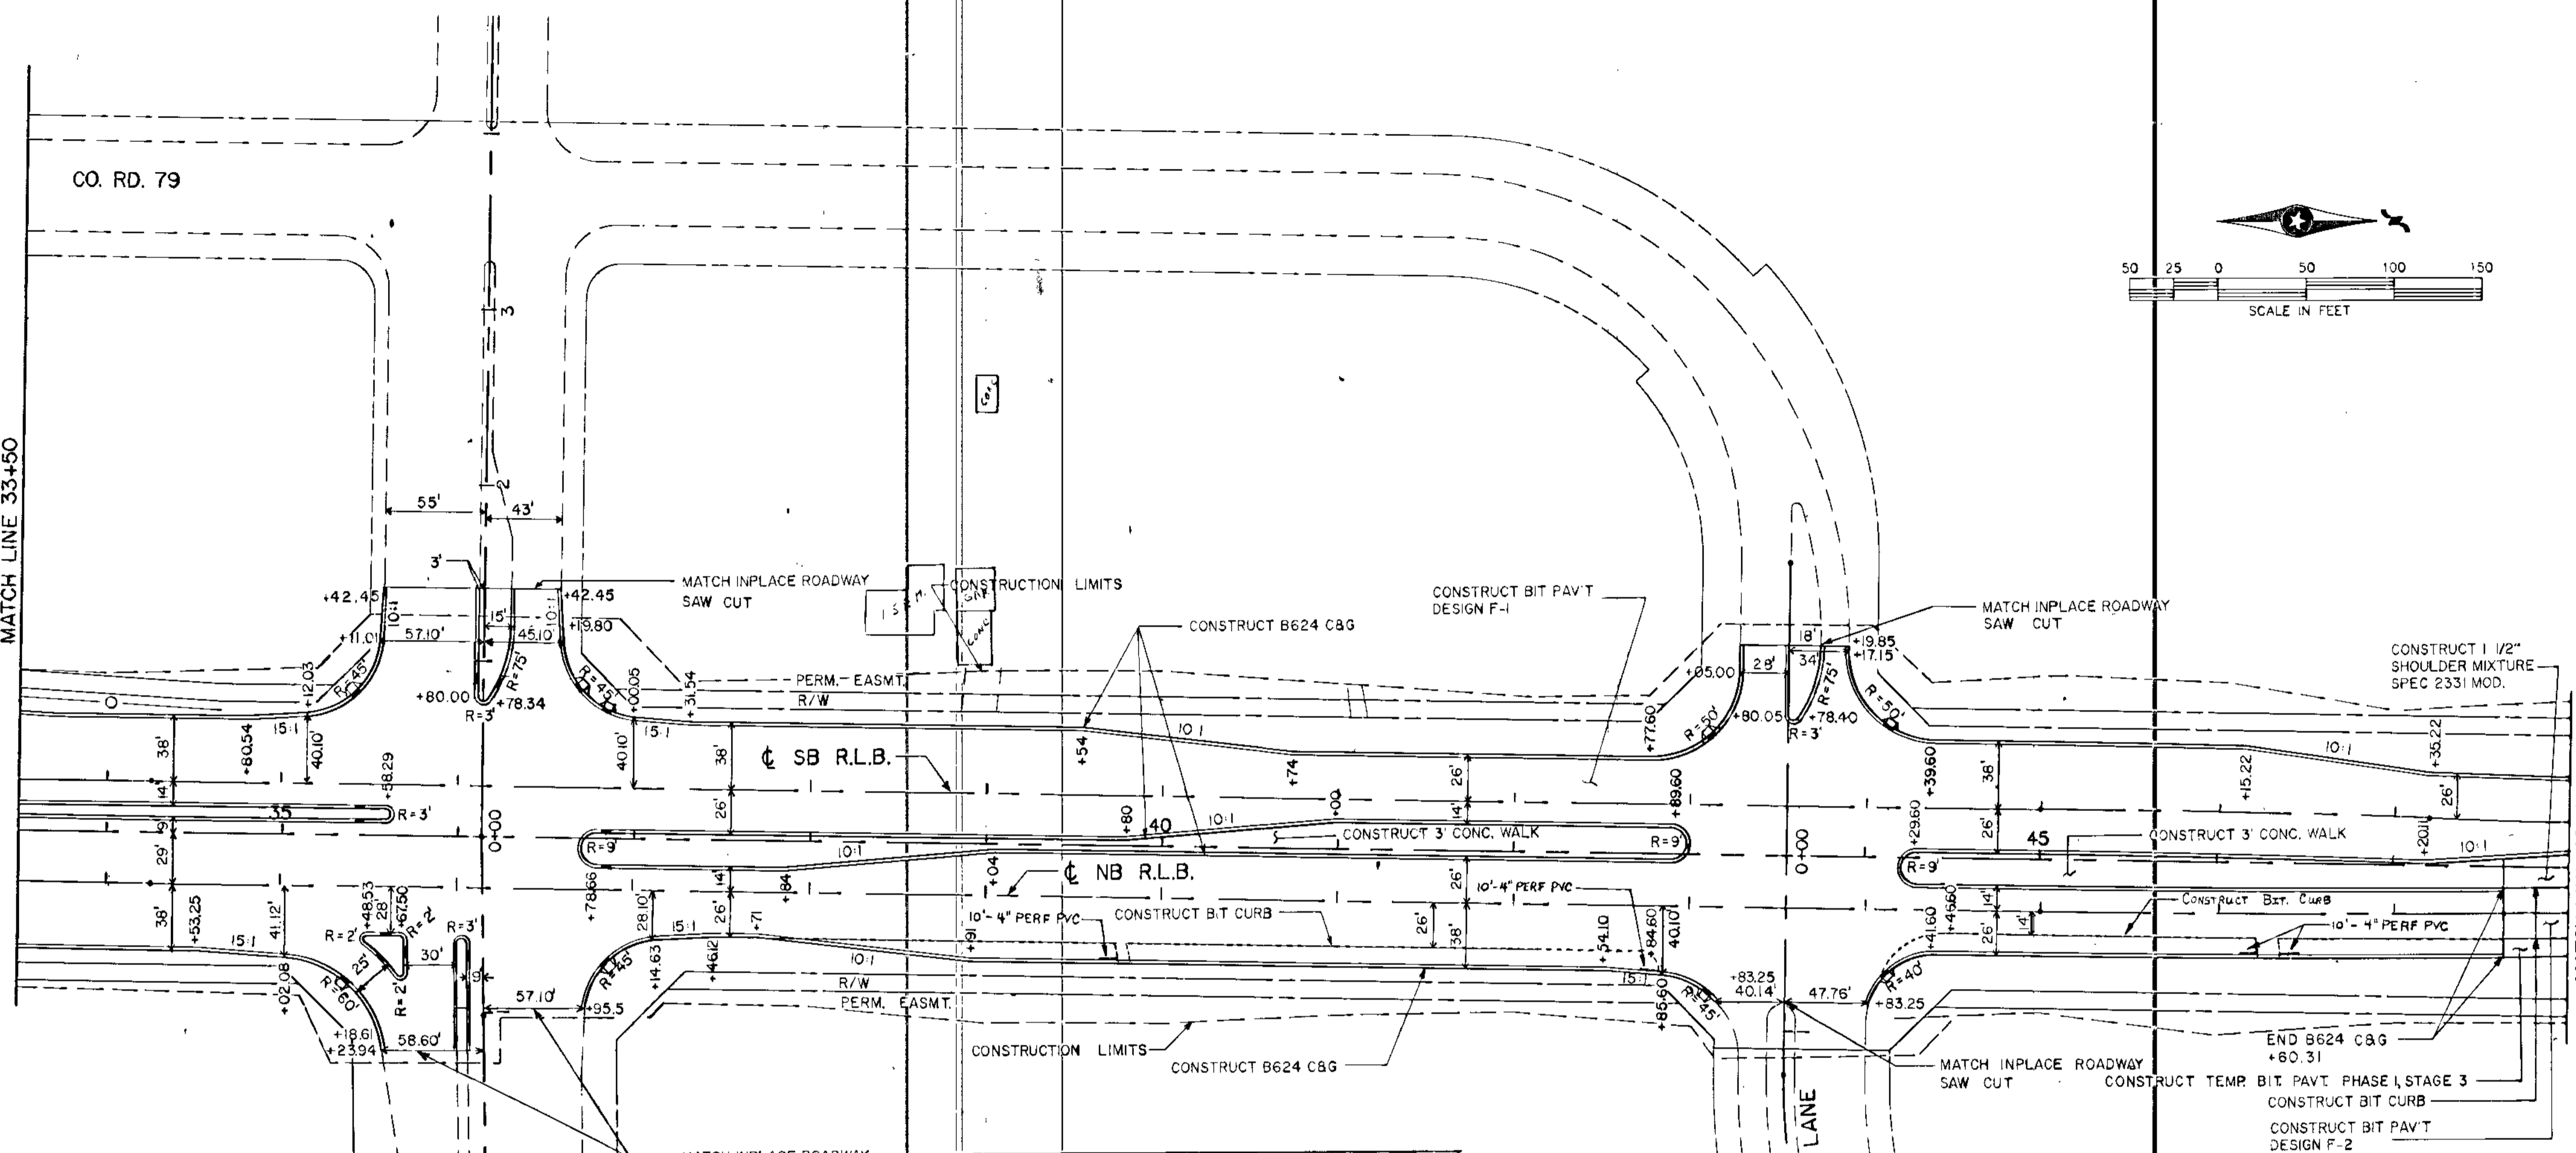 CO. RD. 79
MATCH LINE 33+50
50 25 0 50 100 150
SCALE IN FEET
3
2
55'
43'
3'
+42.45
10:1
15'
10:1
+42.45
MATCH INPLACE ROADWAY
SAW CUT
CONSTRUCTION LIMITS
CONC
+11.01
57.10'
45.10'
+19.80
R=45'
R=75'
R=45'
+12.03
+80.00
R=3'
+78.34
+00.05
+31.54
PERM. EASMT.
R/W
CONSTRUCT B624 C&G
CONSTRUCT BIT PAV'T
DESIGN F-1
MATCH INPLACE ROADWAY
SAW CUT
18'
28'
34'
+19.85
+17.15
+05.00
R=50'
R=75'
R=50'
+80.05
+78.40
R=3'
CONSTRUCT 1 1/2"
SHOULDER MIXTURE
SPEC 2331 MOD.
38'
+80.54
15:1
40.10'
+58.29
14'
35
R=3'
9'
29'
0+00
40.10'
15:1
38'
26'
℄ SB R.L.B.
+54
10:1
+74
+77.60
26'
14'
+00
+89.60
+39.60
38'
+15.22
10:1
+35.22
26'
R=9'
10:1
+80
40
10:1
CONSTRUCT 3' CONC. WALK
R=9'
0+00
+29.60
26'
R=9'
45
CONSTRUCT 3' CONC. WALK
+20.11
10:1
38'
+53.25
15:1
41.12'
+48.53
28'
+67.50
R=2'
R=2'
R=3'
+78.66
28.10'
14'
26'
+84
+71
+04
℄ NB R.L.B.
26'
10'-4" PERF PVC
CONSTRUCT BIT CURB
10'-4" PERF PVC
+91
26'
38'
+54.10
+84.60
40.10'
+41.60
+46.60
14'
26'
14'
CONSTRUCT BIT. CURB
10'-4" PERF PVC
+02.08
R=60'
25'
R=2'
30'
9'
15:1
R=45'
+14.63
+46.12
10:1
R/W
PERM. EASMT.
57.10'
+95.5
+18.61
+23.94
58.60'
CONSTRUCTION LIMITS
CONSTRUCT B624 C&G
15:1
+85.60
R=45'
+83.25
40.14'
47.76'
R=40'
+83.25
LANE
MATCH INPLACE ROADWAY
SAW CUT
END B624 C&G
+60.31
CONSTRUCT TEMP. BIT. PAVT. PHASE 1, STAGE 3
CONSTRUCT BIT CURB
CONSTRUCT BIT PAV'T
DESIGN F-2
MATCH INPLACE ROADWAY